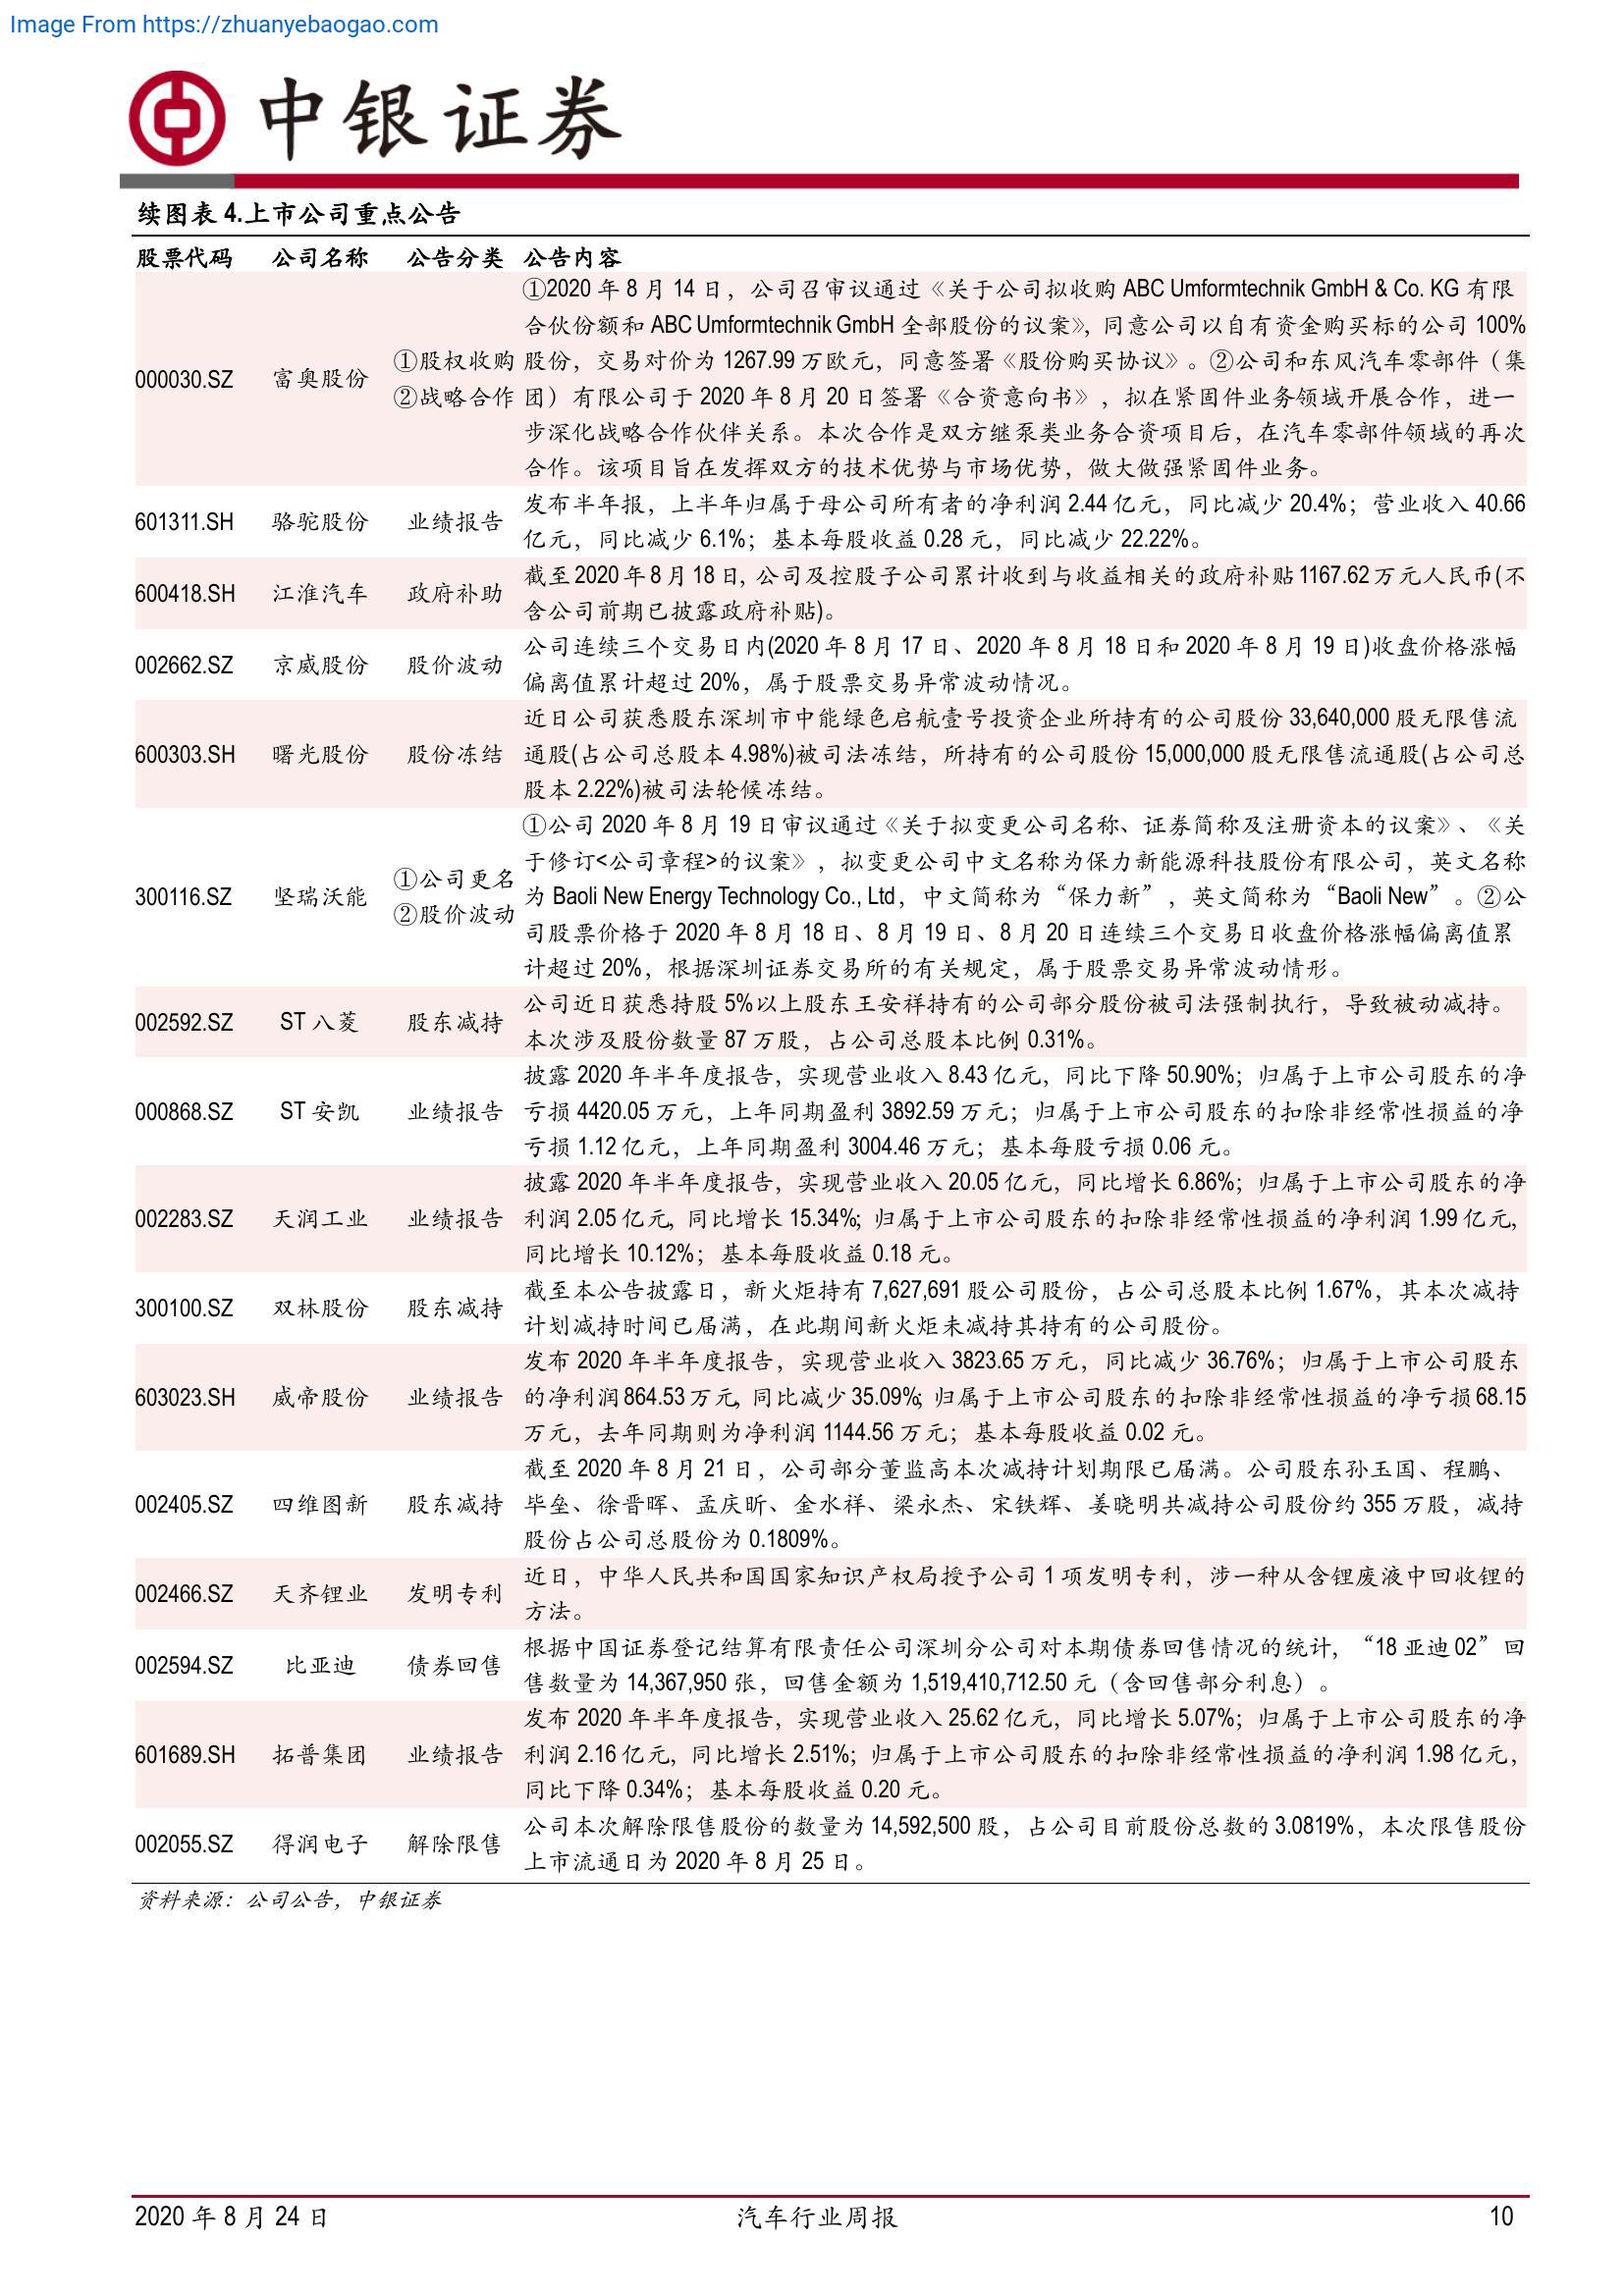 Image From https://zhuanyebaogao.com
中银证券
续图表 4.上市公司重点公告
股票代码 公司名称 公告分类 公告内容
①2020 年 8 月 14 日，公司召审议通过《关于公司拟收购 ABC Umformtechnik GmbH & Co. KG 有限
合伙份额和 ABC Umformtechnik GmbH 全部股份的议案》，同意公司以自有资金购买标的公司 100%
000030.SZ 富奥股份 ①股权收购 股份，交易对价为 1267.99 万欧元，同意签署《股份购买协议》。②公司和东风汽车零部件（集
②战略合作 团）有限公司于 2020 年 8 月 20 日签署《合资意向书》，拟在紧固件业务领域开展合作，进一
步深化战略合作伙伴关系。本次合作是双方继泵类业务合资项目后，在汽车零部件领域的再次
合作。该项目旨在发挥双方的技术优势与市场优势，做大做强紧固件业务。
601311.SH 骆驼股份 业绩报告 发布半年报，上半年归属于母公司所有者的净利润 2.44 亿元，同比减少 20.4%；营业收入 40.66
亿元，同比减少 6.1%；基本每股收益 0.28 元，同比减少 22.22%。
600418.SH 江淮汽车 政府补助 截至 2020 年 8 月 18 日，公司及控股子公司累计收到与收益相关的政府补贴 1167.62 万元人民币(不
含公司前期已披露政府补贴)。
002662.SZ 京威股份 股价波动 公司连续三个交易日内(2020 年 8 月 17 日、2020 年 8 月 18 日和 2020 年 8 月 19 日)收盘价格涨幅
偏离值累计超过 20%，属于股票交易异常波动情况。
近日公司获悉股东深圳市中能绿色启航壹号投资企业所持有的公司股份 33,640,000 股无限售流
600303.SH 曙光股份 股份冻结 通股(占公司总股本 4.98%)被司法冻结，所持有的公司股份 15,000,000 股无限售流通股(占公司总
股本 2.22%)被司法轮候冻结。
①公司 2020 年 8 月 19 日审议通过《关于拟变更公司名称、证券简称及注册资本的议案》、《关
于修订<公司章程>的议案》，拟变更公司中文名称为保力新能源科技股份有限公司，英文名称
300116.SZ 坚瑞沃能 ①公司更名 为 Baoli New Energy Technology Co., Ltd，中文简称为“保力新”，英文简称为“Baoli New”。②公
②股价波动 司股票价格于 2020 年 8 月 18 日、8 月 19 日、8 月 20 日连续三个交易日收盘价格涨幅偏离值累
计超过 20%，根据深圳证券交易所的有关规定，属于股票交易异常波动情形。
002592.SZ ST 八菱 股东减持 公司近日获悉持股 5%以上股东王安祥持有的公司部分股份被司法强制执行，导致被动减持。
本次涉及股份数量 87 万股，占公司总股本比例 0.31%。
披露 2020 年半年度报告，实现营业收入 8.43 亿元，同比下降 50.90%；归属于上市公司股东的净
000868.SZ ST 安凯 业绩报告 亏损 4420.05 万元，上年同期盈利 3892.59 万元；归属于上市公司股东的扣除非经常性损益的净
亏损 1.12 亿元，上年同期盈利 3004.46 万元；基本每股亏损 0.06 元。
披露 2020 年半年度报告，实现营业收入 20.05 亿元，同比增长 6.86%；归属于上市公司股东的净
002283.SZ 天润工业 业绩报告 利润 2.05 亿元，同比增长 15.34%；归属于上市公司股东的扣除非经常性损益的净利润 1.99 亿元，
同比增长 10.12%；基本每股收益 0.18 元。
300100.SZ 双林股份 股东减持 截至本公告披露日，新火炬持有 7,627,691 股公司股份，占公司总股本比例 1.67%，其本次减持
计划减持时间已届满，在此期间新火炬未减持其持有的公司股份。
发布 2020 年半年度报告，实现营业收入 3823.65 万元，同比减少 36.76%；归属于上市公司股东
603023.SH 威帝股份 业绩报告 的净利润 864.53 万元，同比减少 35.09%；归属于上市公司股东的扣除非经常性损益的净亏损 68.15
万元，去年同期则为净利润 1144.56 万元；基本每股收益 0.02 元。
截至 2020 年 8 月 21 日，公司部分董监高本次减持计划期限已届满。公司股东孙玉国、程鹏、
002405.SZ 四维图新 股东减持 毕垒、徐晋晖、孟庆昕、金水祥、梁永杰、宋铁辉、姜晓明共减持公司股份约 355 万股，减持
股份占公司总股份为 0.1809%。
002466.SZ 天齐锂业 发明专利 近日，中华人民共和国国家知识产权局授予公司 1 项发明专利，涉一种从含锂废液中回收锂的
方法。
002594.SZ 比亚迪 债券回售 根据中国证券登记结算有限责任公司深圳分公司对本期债券回售情况的统计，“18 亚迪 02”回
售数量为 14,367,950 张，回售金额为 1,519,410,712.50 元（含回售部分利息）。
发布 2020 年半年度报告，实现营业收入 25.62 亿元，同比增长 5.07%；归属于上市公司股东的净
601689.SH 拓普集团 业绩报告 利润 2.16 亿元，同比增长 2.51%；归属于上市公司股东的扣除非经常性损益的净利润 1.98 亿元，
同比下降 0.34%；基本每股收益 0.20 元。
002055.SZ 得润电子 解除限售 公司本次解除限售股份的数量为 14,592,500 股，占公司目前股份总数的 3.0819%，本次限售股份
上市流通日为 2020 年 8 月 25 日。
资料来源：公司公告，中银证券
2020 年 8 月 24 日 汽车行业周报 10